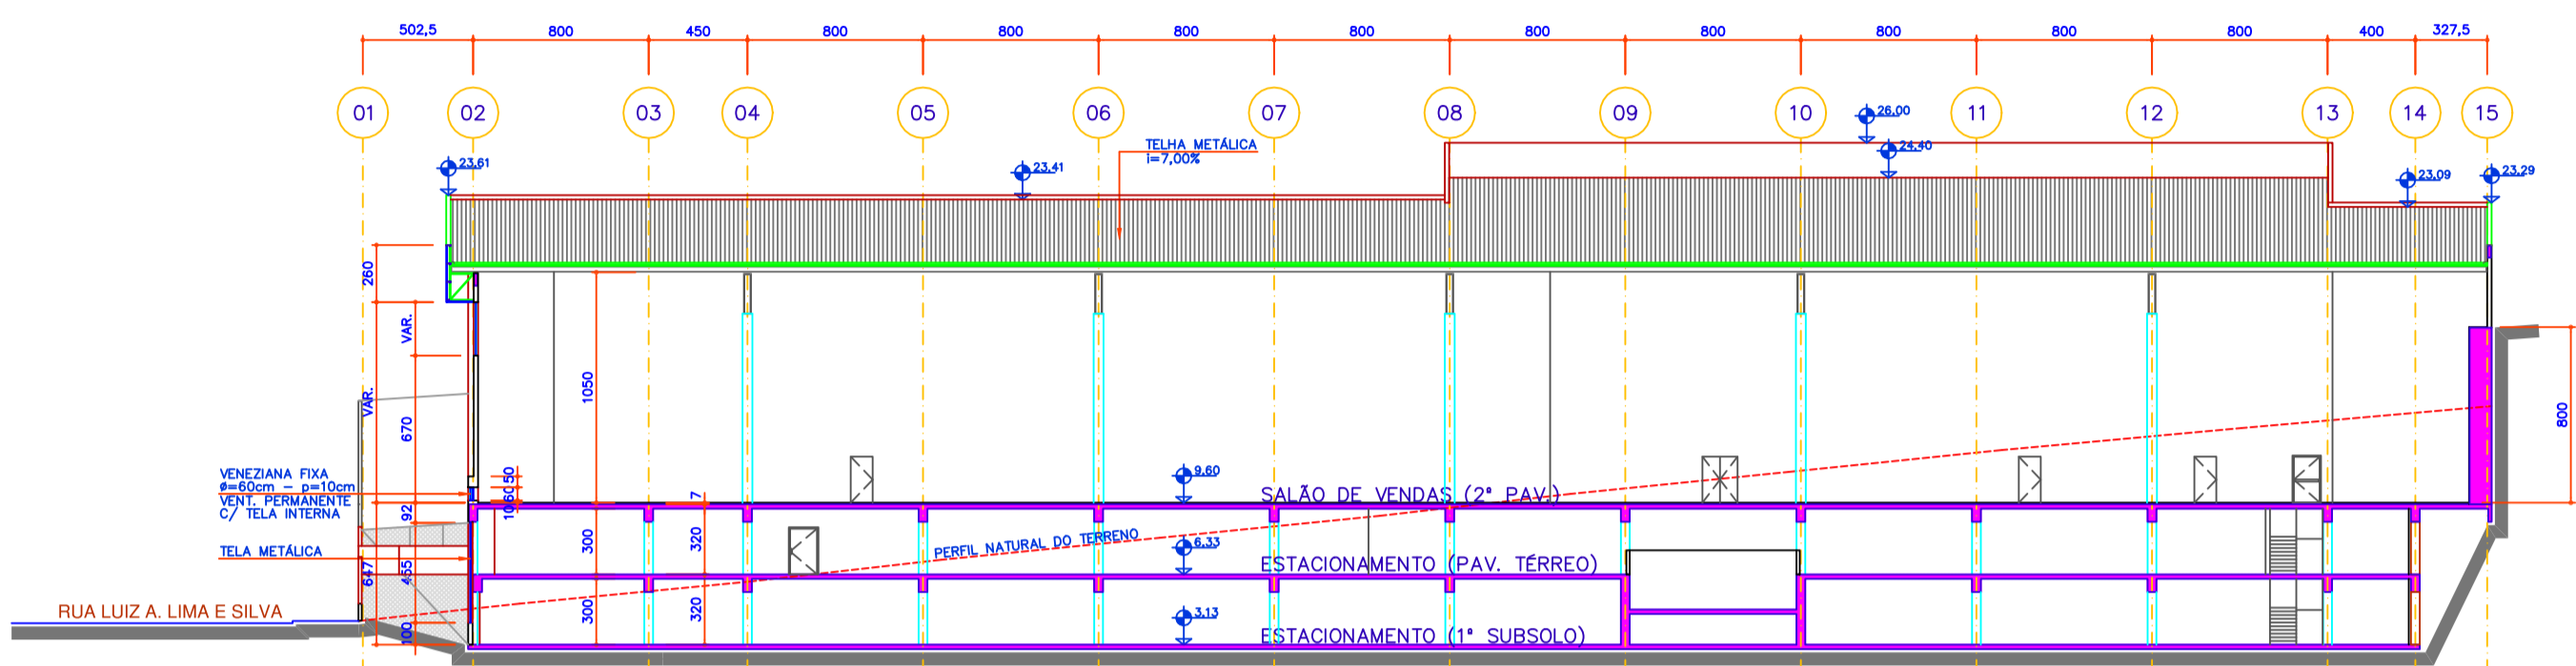 502,5 800 450 800 800 800 800 800 800 800 800 800 400 327,5
01 02 03 04 05 06 07 08 09 10 11 12 13 14 15
26.00
24.40
TELHA METÁLICA
i=7,00%
23.61
23.41
23.09
23.29
260
VAR.
VAR.
1050
670
800
VENEZIANA FIXA
ø=60cm – p=10cm
VENT. PERMANENTE
C/ TELA INTERNA
50
60
10
7
9.60
SALÃO DE VENDAS (2º PAV.)
92
TELA METÁLICA
300
320
PERFIL NATURAL DO TERRENO
6.33
ESTACIONAMENTO (PAV. TÉRREO)
647
455
RUA LUIZ A. LIMA E SILVA
300
320
3.13
100
ESTACIONAMENTO (1º SUBSOLO)